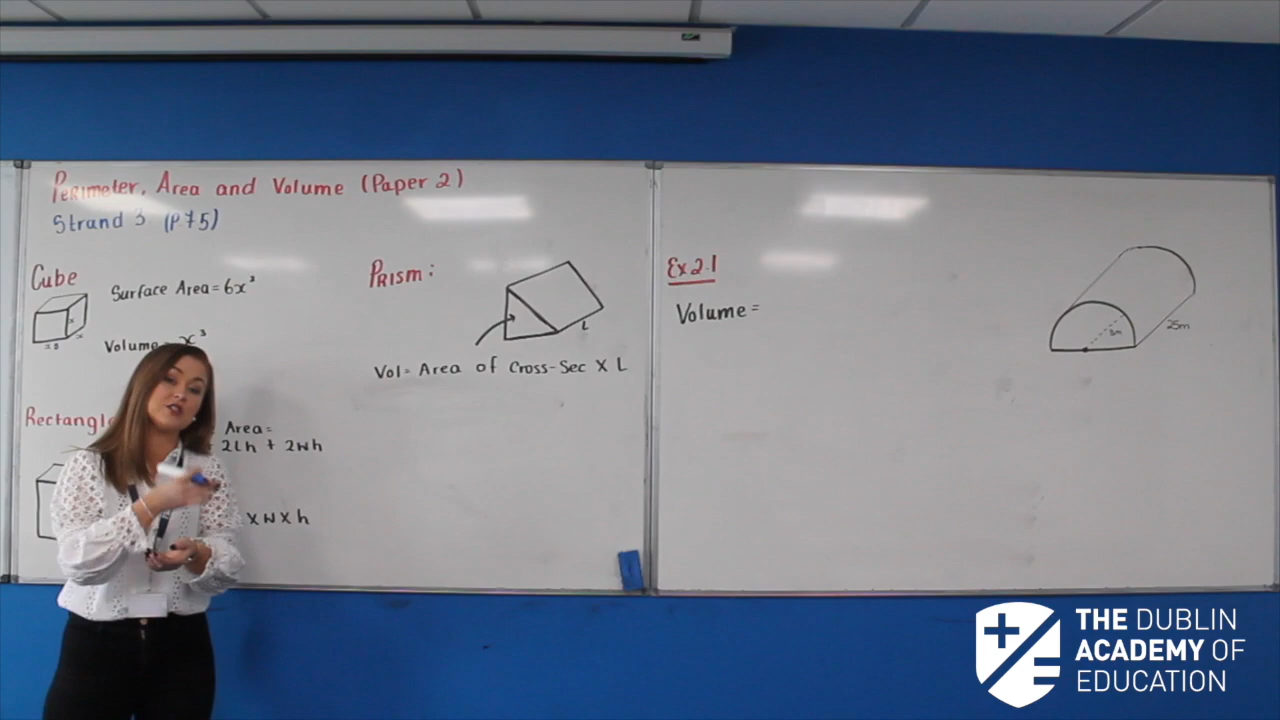 Perimeter, Area and Volume (Paper 2)
Strand 3 (P75)
Cube
Surface Area = 6x²
x
x
Volume = x³
Rectangle
Area =
2Lh + 2wh
x w x h
Prism:
L
Vol = Area of Cross-Sec X L
Ex 2.1
Volume =
25m
THE DUBLIN
ACADEMY OF
EDUCATION